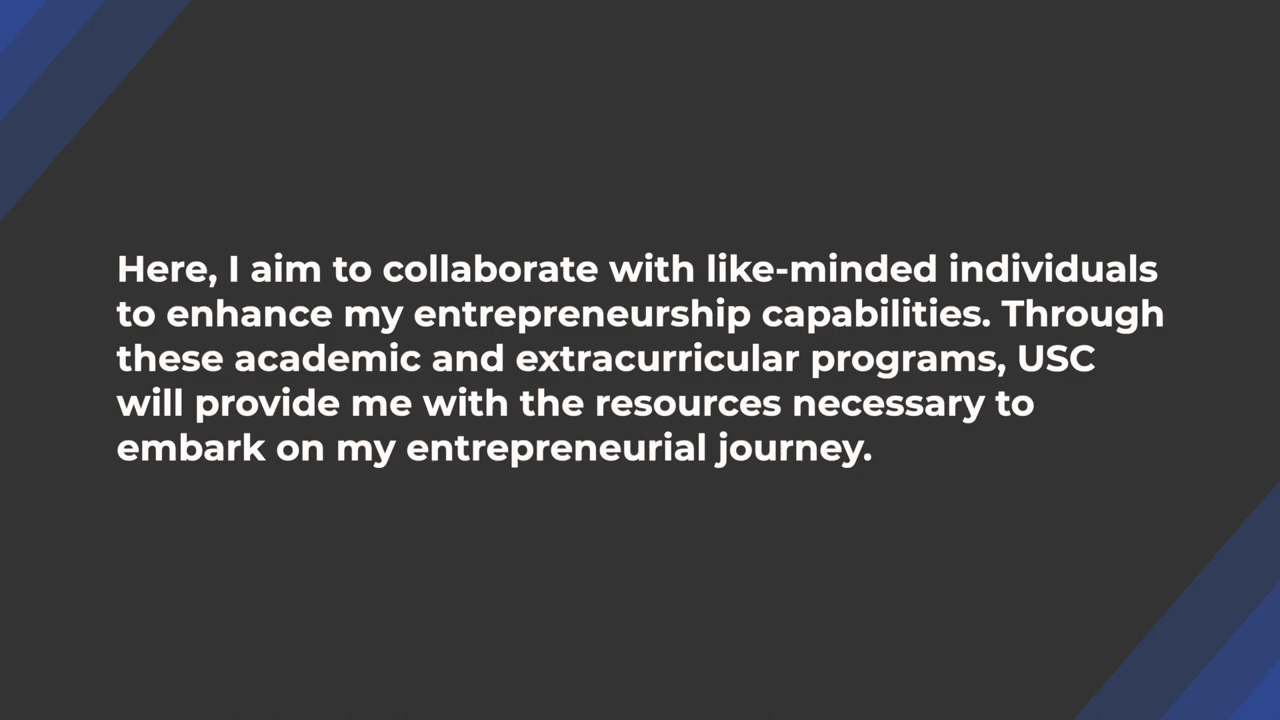 Here, I aim to collaborate with like-minded individuals
to enhance my entrepreneurship capabilities. Through
these academic and extracurricular programs, USC
will provide me with the resources necessary to
embark on my entrepreneurial journey.